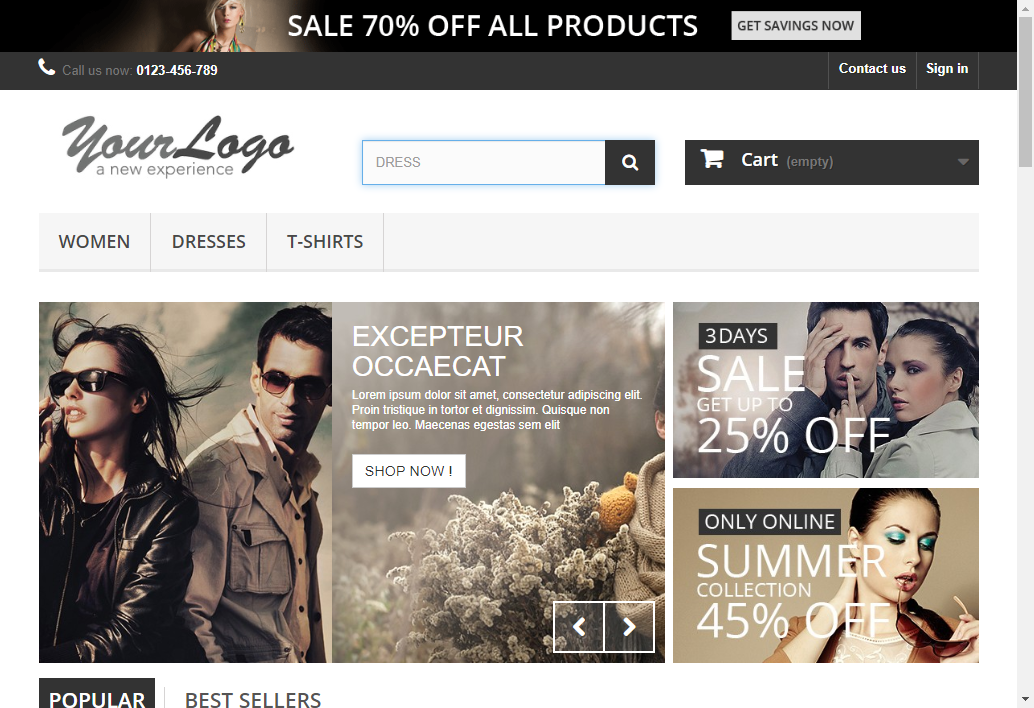 SALE 70% OFF ALL PRODUCTS
GET SAVINGS NOW
Call us now: 0123-456-789
Contact us
Sign in
YourLogo
a new experience
DRESS
Cart (empty)
WOMEN
DRESSES
T-SHIRTS
EXCEPTEUR
OCCAECAT
Lorem ipsum dolor sit amet, consectetur adipiscing elit.
Proin tristique in tortor et dignissim. Quisque non
tempor leo. Maecenas egestas sem elit
SHOP NOW !
3 DAYS
SALE
GET UP TO
25% OFF
ONLY ONLINE
SUMMER
COLLECTION
45% OFF
POPULAR
BEST SELLERS